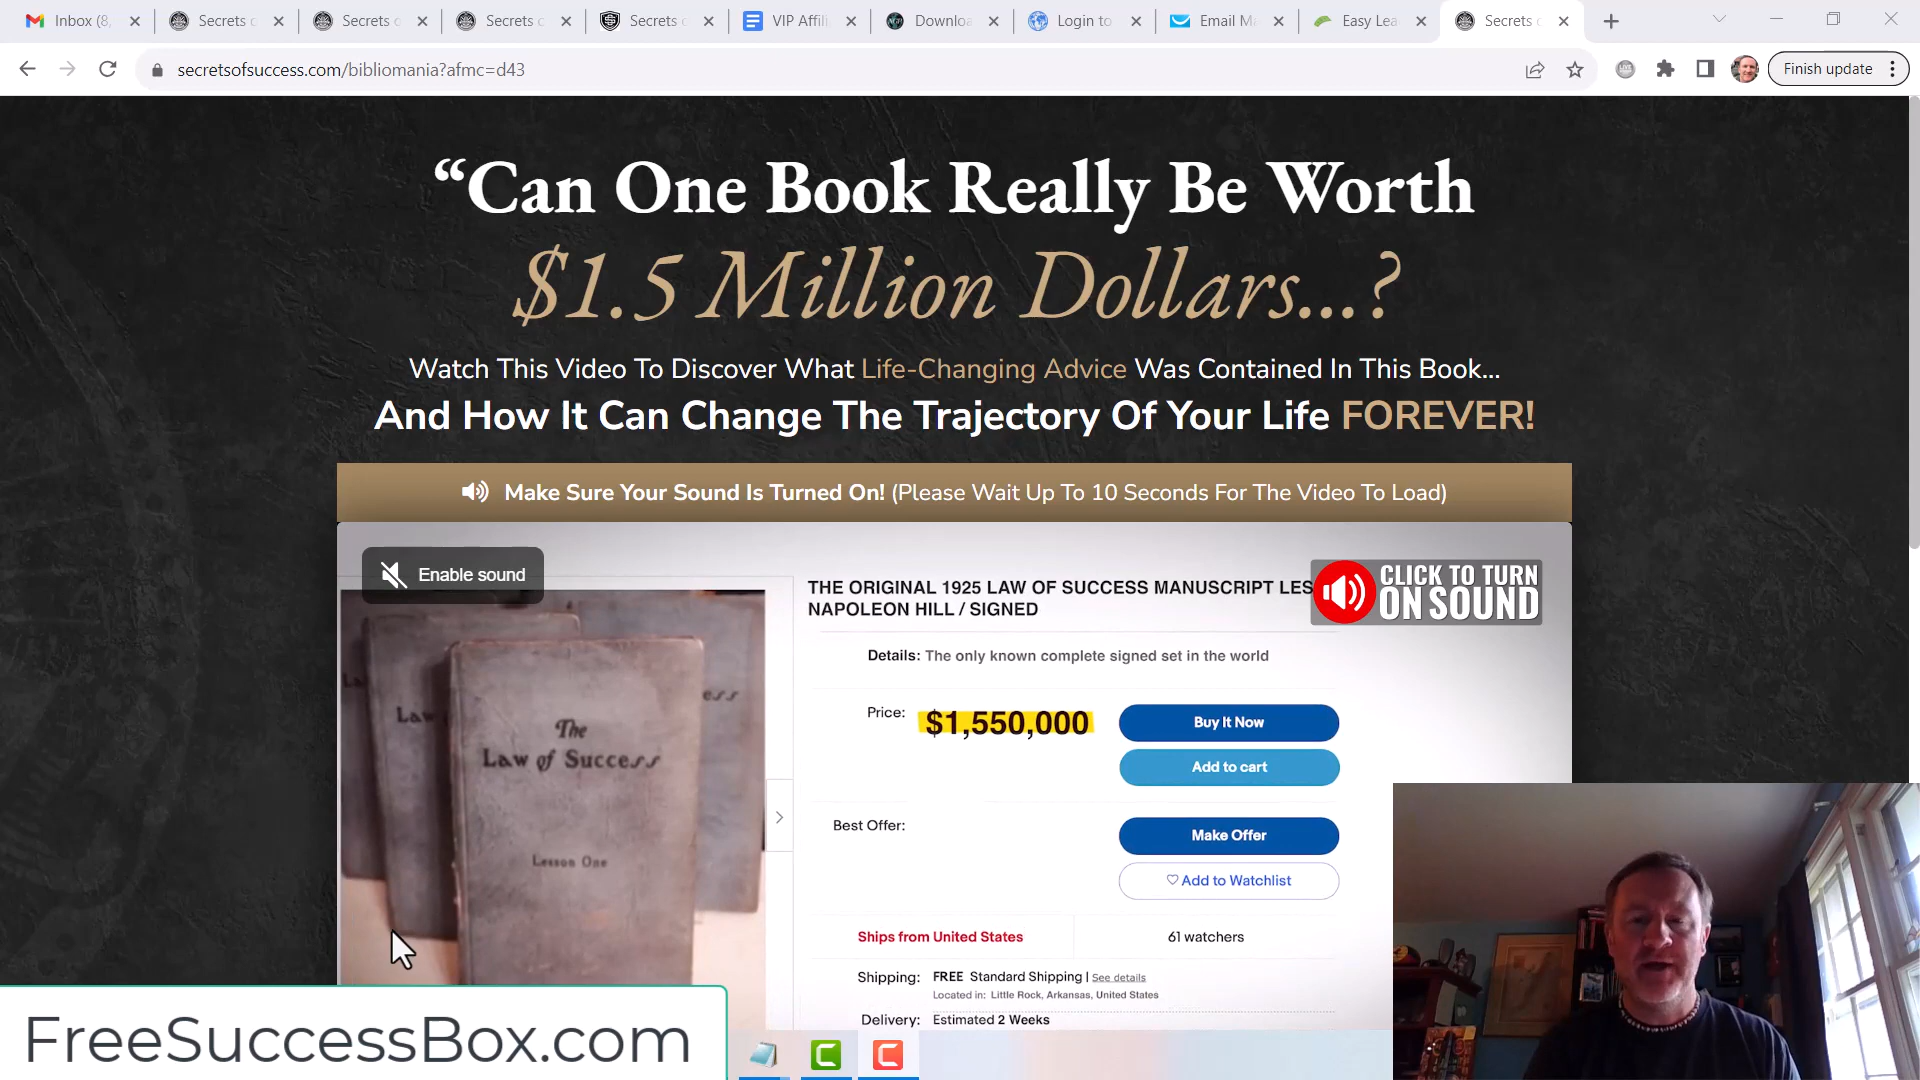 Inbox (8,
Secrets o
Secrets o
Secrets o
Secrets o
VIP Affili
Downloa
Login to
Email M
Easy Lea
Secrets o
secretsofsuccess.com/bibliomania?afmc=d43
Finish update
“Can One Book Really Be Worth
$1.5 Million Dollars...?
Watch This Video To Discover What Life-Changing Advice Was Contained In This Book...
And How It Can Change The Trajectory Of Your Life FOREVER!
Make Sure Your Sound Is Turned On! (Please Wait Up To 10 Seconds For The Video To Load)
Enable sound
CLICK TO TURN
ON SOUND
THE ORIGINAL 1925 LAW OF SUCCESS MANUSCRIPT LES
NAPOLEON HILL / SIGNED
Details: The only known complete signed set in the world
Price: $1,550,000
Buy It Now
Add to cart
Best Offer:
Make Offer
Add to Watchlist
Ships from United States
61 watchers
Shipping: FREE Standard Shipping | See details
Located in: Little Rock, Arkansas, United States
Delivery: Estimated 2 Weeks
The
Law of Success
Lesson One
FreeSuccessBox.com